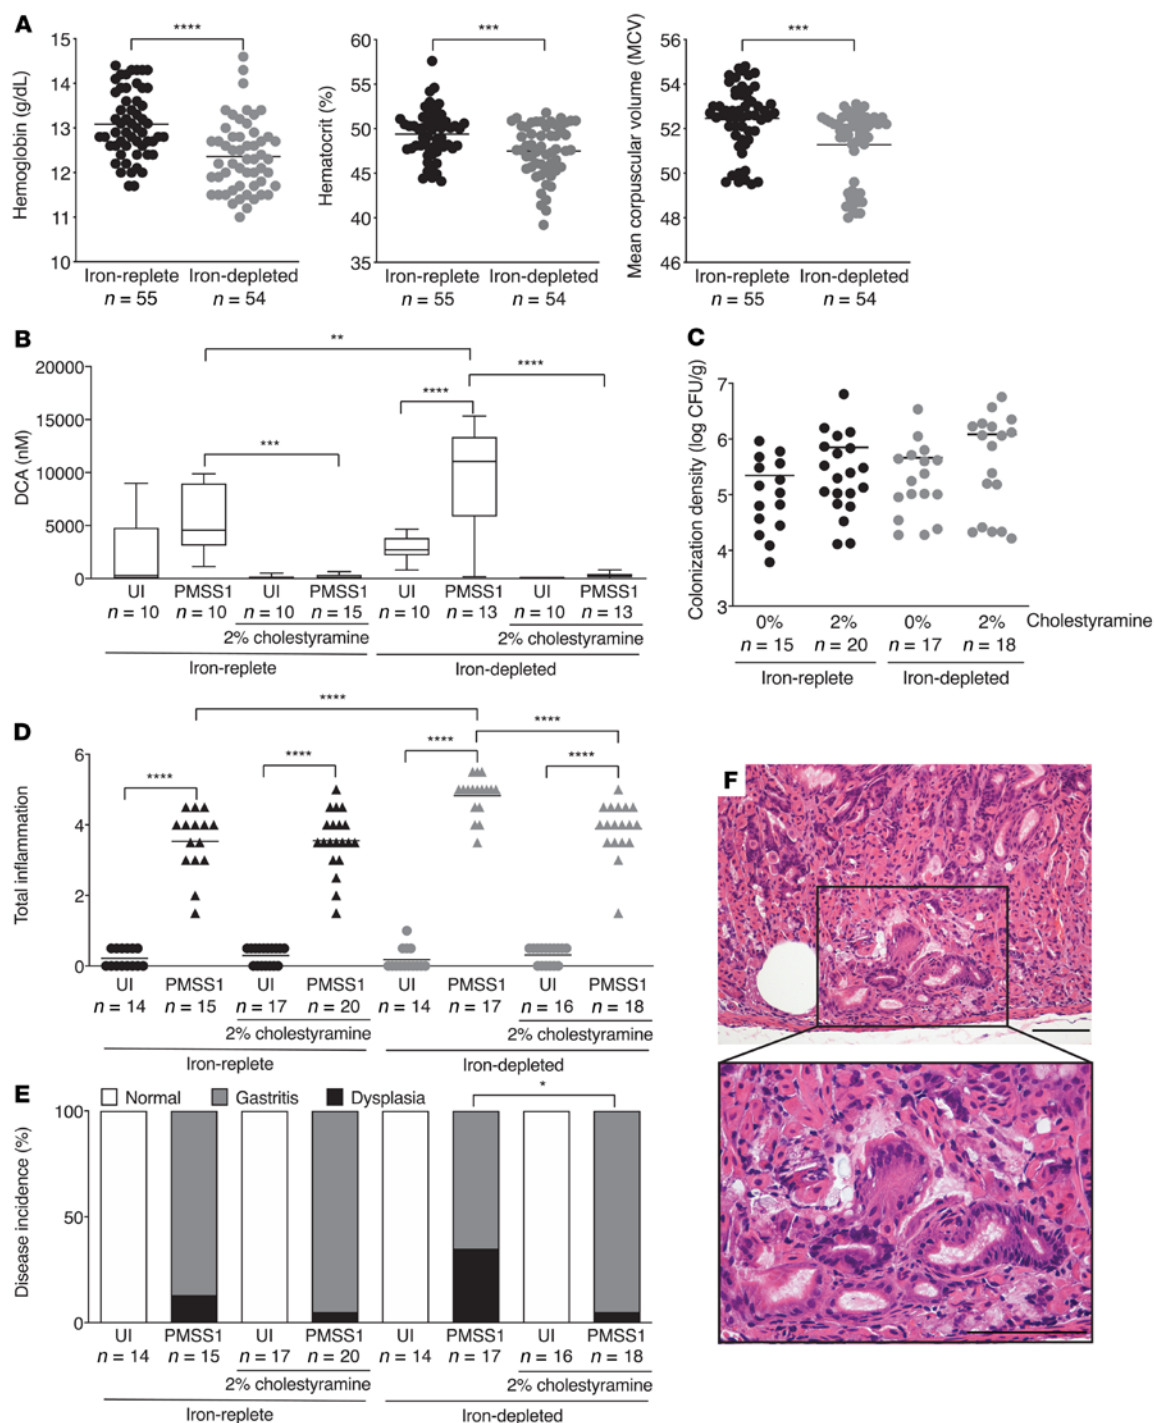 A
Hemoglobin (g/dL)
15
14
13
12
11
10
****
Iron-replete Iron-depleted
n = 55 n = 54
Hematocrit (%)
60
55
50
45
40
35
***
Iron-replete Iron-depleted
n = 55 n = 54
Mean corpuscular volume (MCV)
56
54
52
50
48
46
***
Iron-replete Iron-depleted
n = 55 n = 54
B
DCA (nM)
20000
15000
10000
5000
0
**
****
****
***
UI PMSS1 UI PMSS1 UI PMSS1 UI PMSS1
n = 10 n = 10 n = 10 n = 15 n = 10 n = 13 n = 10 n = 13
2% cholestyramine 2% cholestyramine
Iron-replete Iron-depleted
C
Colonization density (log CFU/g)
7
6
5
4
3
0% 2% 0% 2% Cholestyramine
n = 15 n = 20 n = 17 n = 18
Iron-replete Iron-depleted
D
Total inflammation
6
4
2
0
****
****
****
****
****
****
UI PMSS1 UI PMSS1 UI PMSS1 UI PMSS1
n = 14 n = 15 n = 17 n = 20 n = 14 n = 17 n = 16 n = 18
2% cholestyramine 2% cholestyramine
Iron-replete Iron-depleted
E
Normal Gastritis Dysplasia
*
Disease incidence (%)
100
50
0
UI PMSS1 UI PMSS1 UI PMSS1 UI PMSS1
n = 14 n = 15 n = 17 n = 20 n = 14 n = 17 n = 16 n = 18
2% cholestyramine 2% cholestyramine
Iron-replete Iron-depleted
F